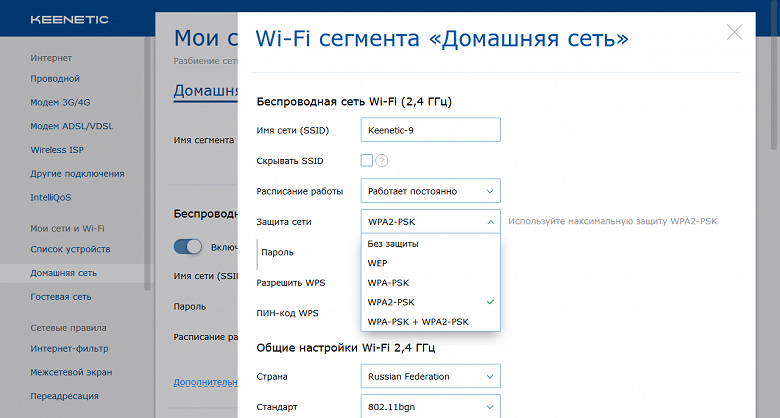 KEENETIC
Интернет
Проводной
Модем 3G/4G
Модем ADSL/VDSL
Wireless ISP
Другие подключения
IntelliQoS
Мои сети и Wi-Fi
Список устройств
Домашняя сеть
Гостевая сеть
Сетевые правила
Интернет-фильтр
Межсетевой экран
Переадресация
Мои с
Разбиение сет
Домашня
Имя сегмента
Беспроводн
Включ
Имя сети (SSID
Пароль
Расписание ра
Дополнительн
Wi-Fi сегмента «Домашняя сеть»
Беспроводная сеть Wi-Fi (2,4 ГГц)
Имя сети (SSID) Keenetic-9
Скрывать SSID ?
Расписание работы Работает постоянно
Защита сети WPA2-PSK Используйте максимальную защиту WPA2-PSK
Без защиты
Пароль
WEP
WPA-PSK
Разрешить WPS
WPA2-PSK
ПИН-код WPS
WPA-PSK + WPA2-PSK
Общие настройки Wi-Fi 2,4 ГГц
Страна Russian Federation
Стандарт 802.11bgn